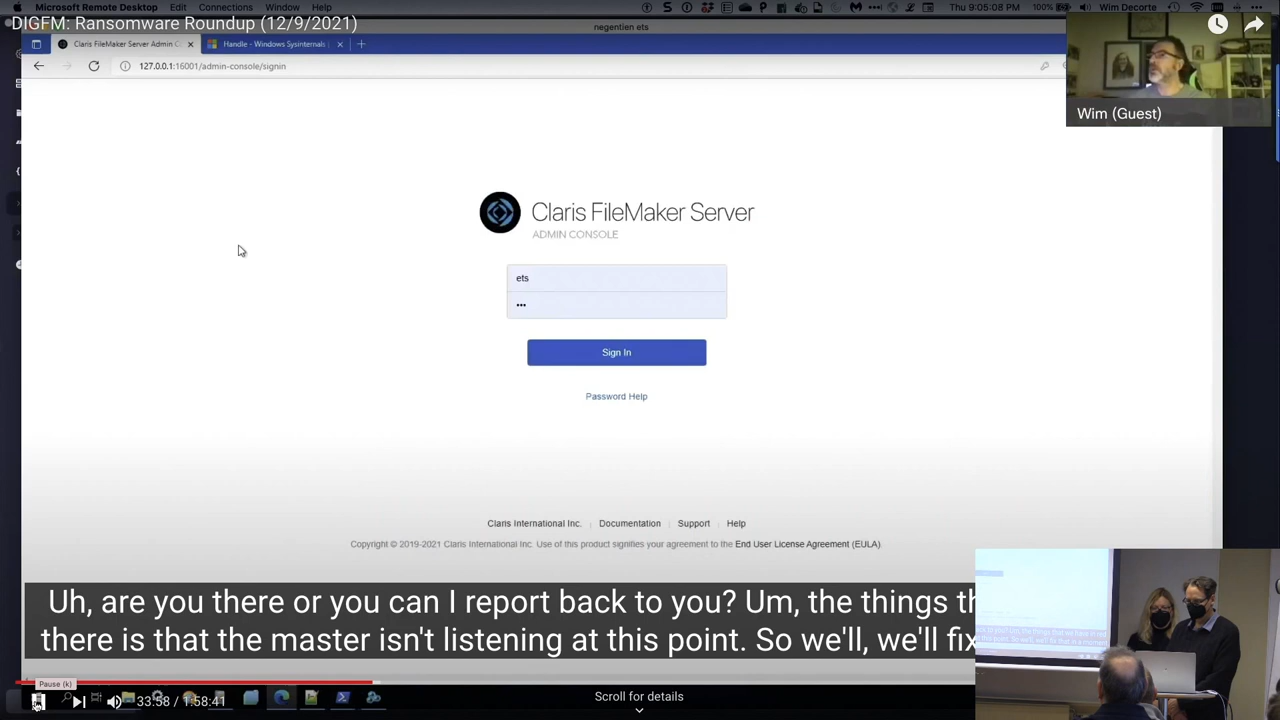 Microsoft Remote Desktop Edit Connections Window Help 100% Thu 9:05:08 PM Wim Decorte
DIGFM: Ransomware Roundup (12/9/2021)
negentien ets
Claris FileMaker Server Admin C
Handle - Windows Sysinternals
127.0.0.1:16001/admin-console/signin
Wim (Guest)
Claris FileMaker Server
ADMIN CONSOLE
ets
•••
Sign In
Password Help
Claris International Inc. | Documentation | Support | Help
Copyright © 2019-2021 Claris International Inc. Use of this product signifies your agreement to the End User License Agreement (EULA).
Uh, are you there or you can I report back to you? Um, the things th
there is that the master isn't listening at this point. So we'll, we'll fix
Pause (k)
33:58 / 1:58:41
Scroll for details